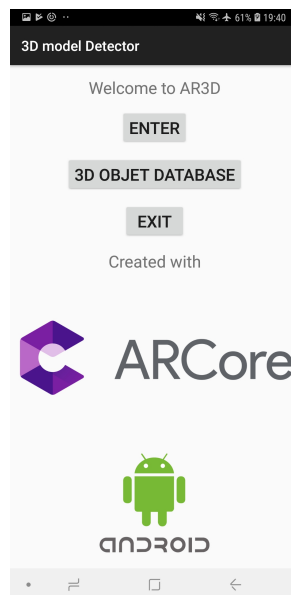 61% 19:40
3D model Detector
Welcome to AR3D
ENTER
3D OBJET DATABASE
EXIT
Created with
ARCore
ANDROID